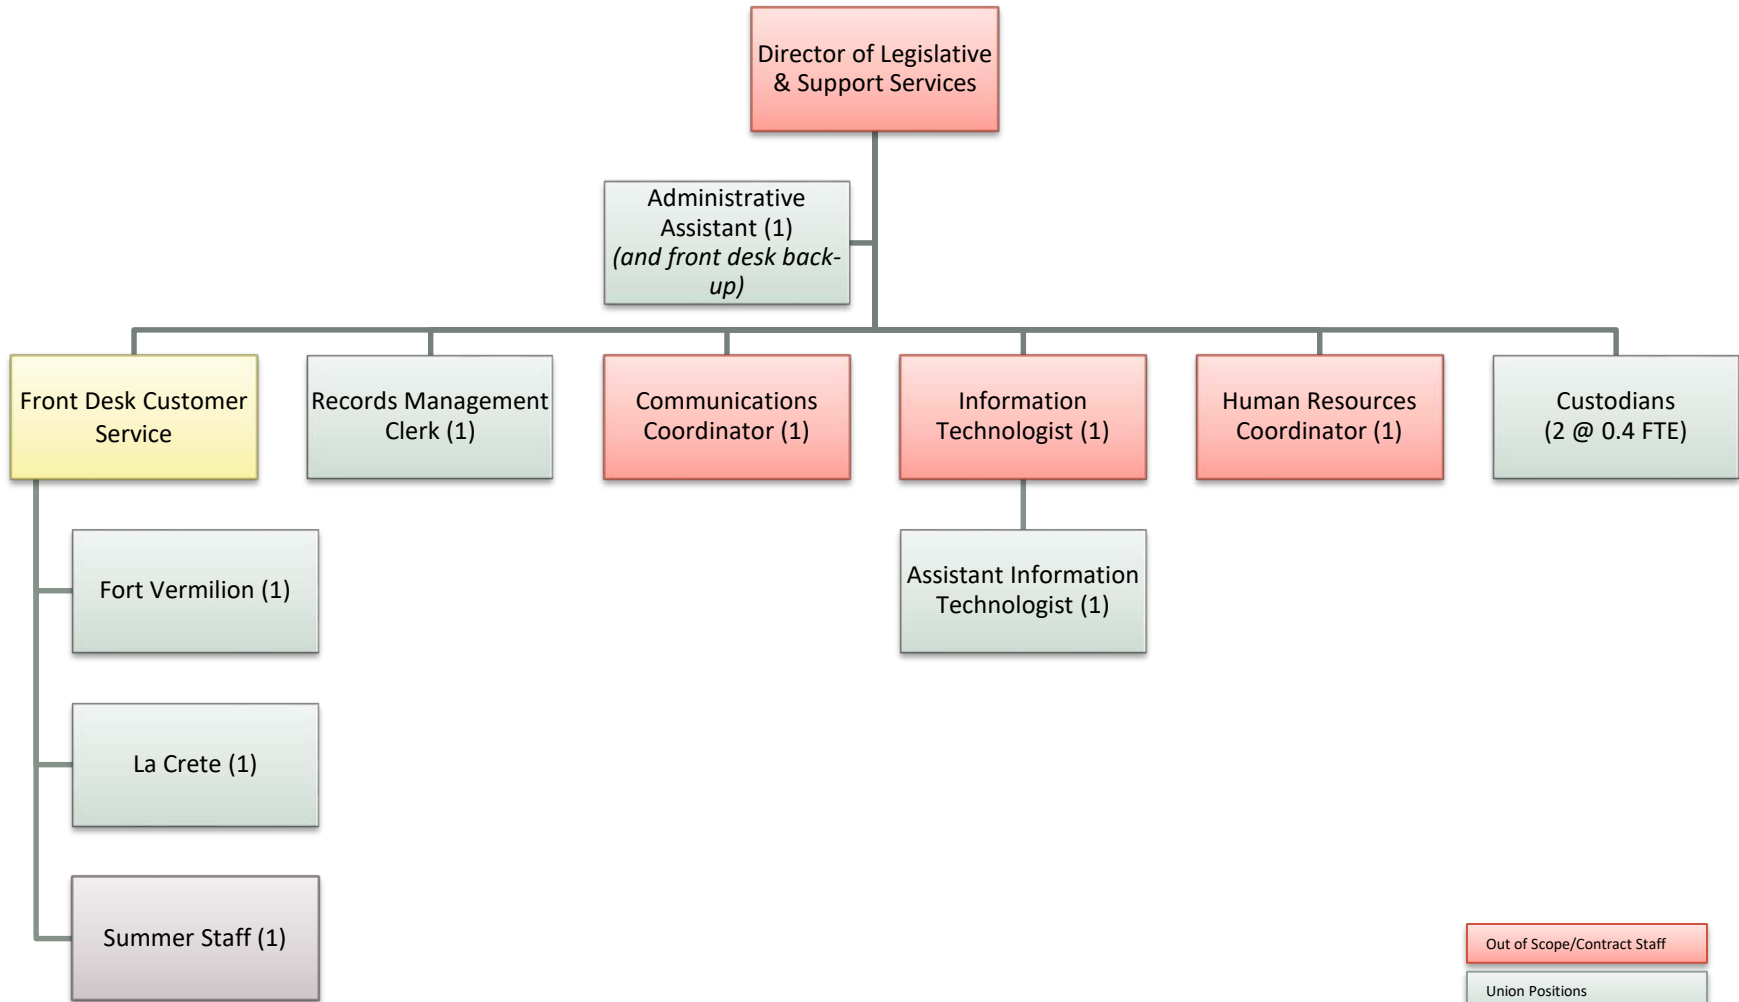 Director of Legislative
& Support Services
Administrative
Assistant (1)
(and front desk back-
up)
Front Desk Customer
Service
Records Management
Clerk (1)
Communications
Coordinator (1)
Information
Technologist (1)
Human Resources
Coordinator (1)
Custodians
(2 @ 0.4 FTE)
Fort Vermilion (1)
Assistant Information
Technologist (1)
La Crete (1)
Summer Staff (1)
Out of Scope/Contract Staff
Union Positions